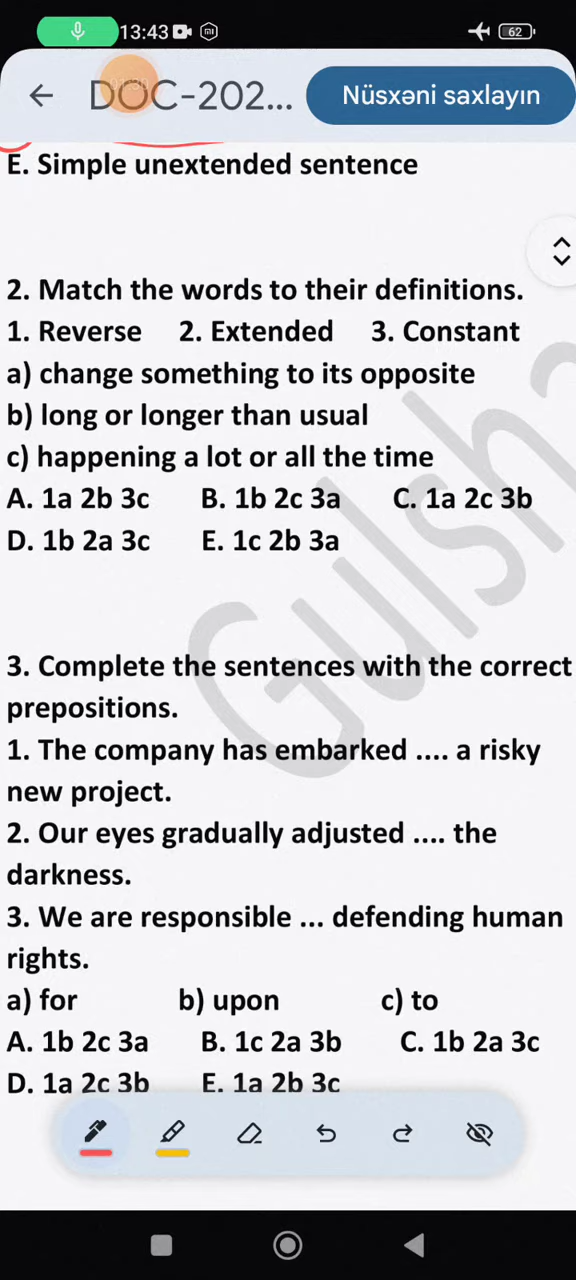 13:43
62
DOC-202...
Nüsxəni saxlayın
E. Simple unextended sentence
2. Match the words to their definitions.
1. Reverse 2. Extended 3. Constant
a) change something to its opposite
b) long or longer than usual
c) happening a lot or all the time
A. 1a 2b 3c B. 1b 2c 3a C. 1a 2c 3b
D. 1b 2a 3c E. 1c 2b 3a
3. Complete the sentences with the correct
prepositions.
1. The company has embarked .... a risky
new project.
2. Our eyes gradually adjusted .... the
darkness.
3. We are responsible ... defending human
rights.
a) for b) upon c) to
A. 1b 2c 3a B. 1c 2a 3b C. 1b 2a 3c
D. 1a 2c 3b E. 1a 2b 3c